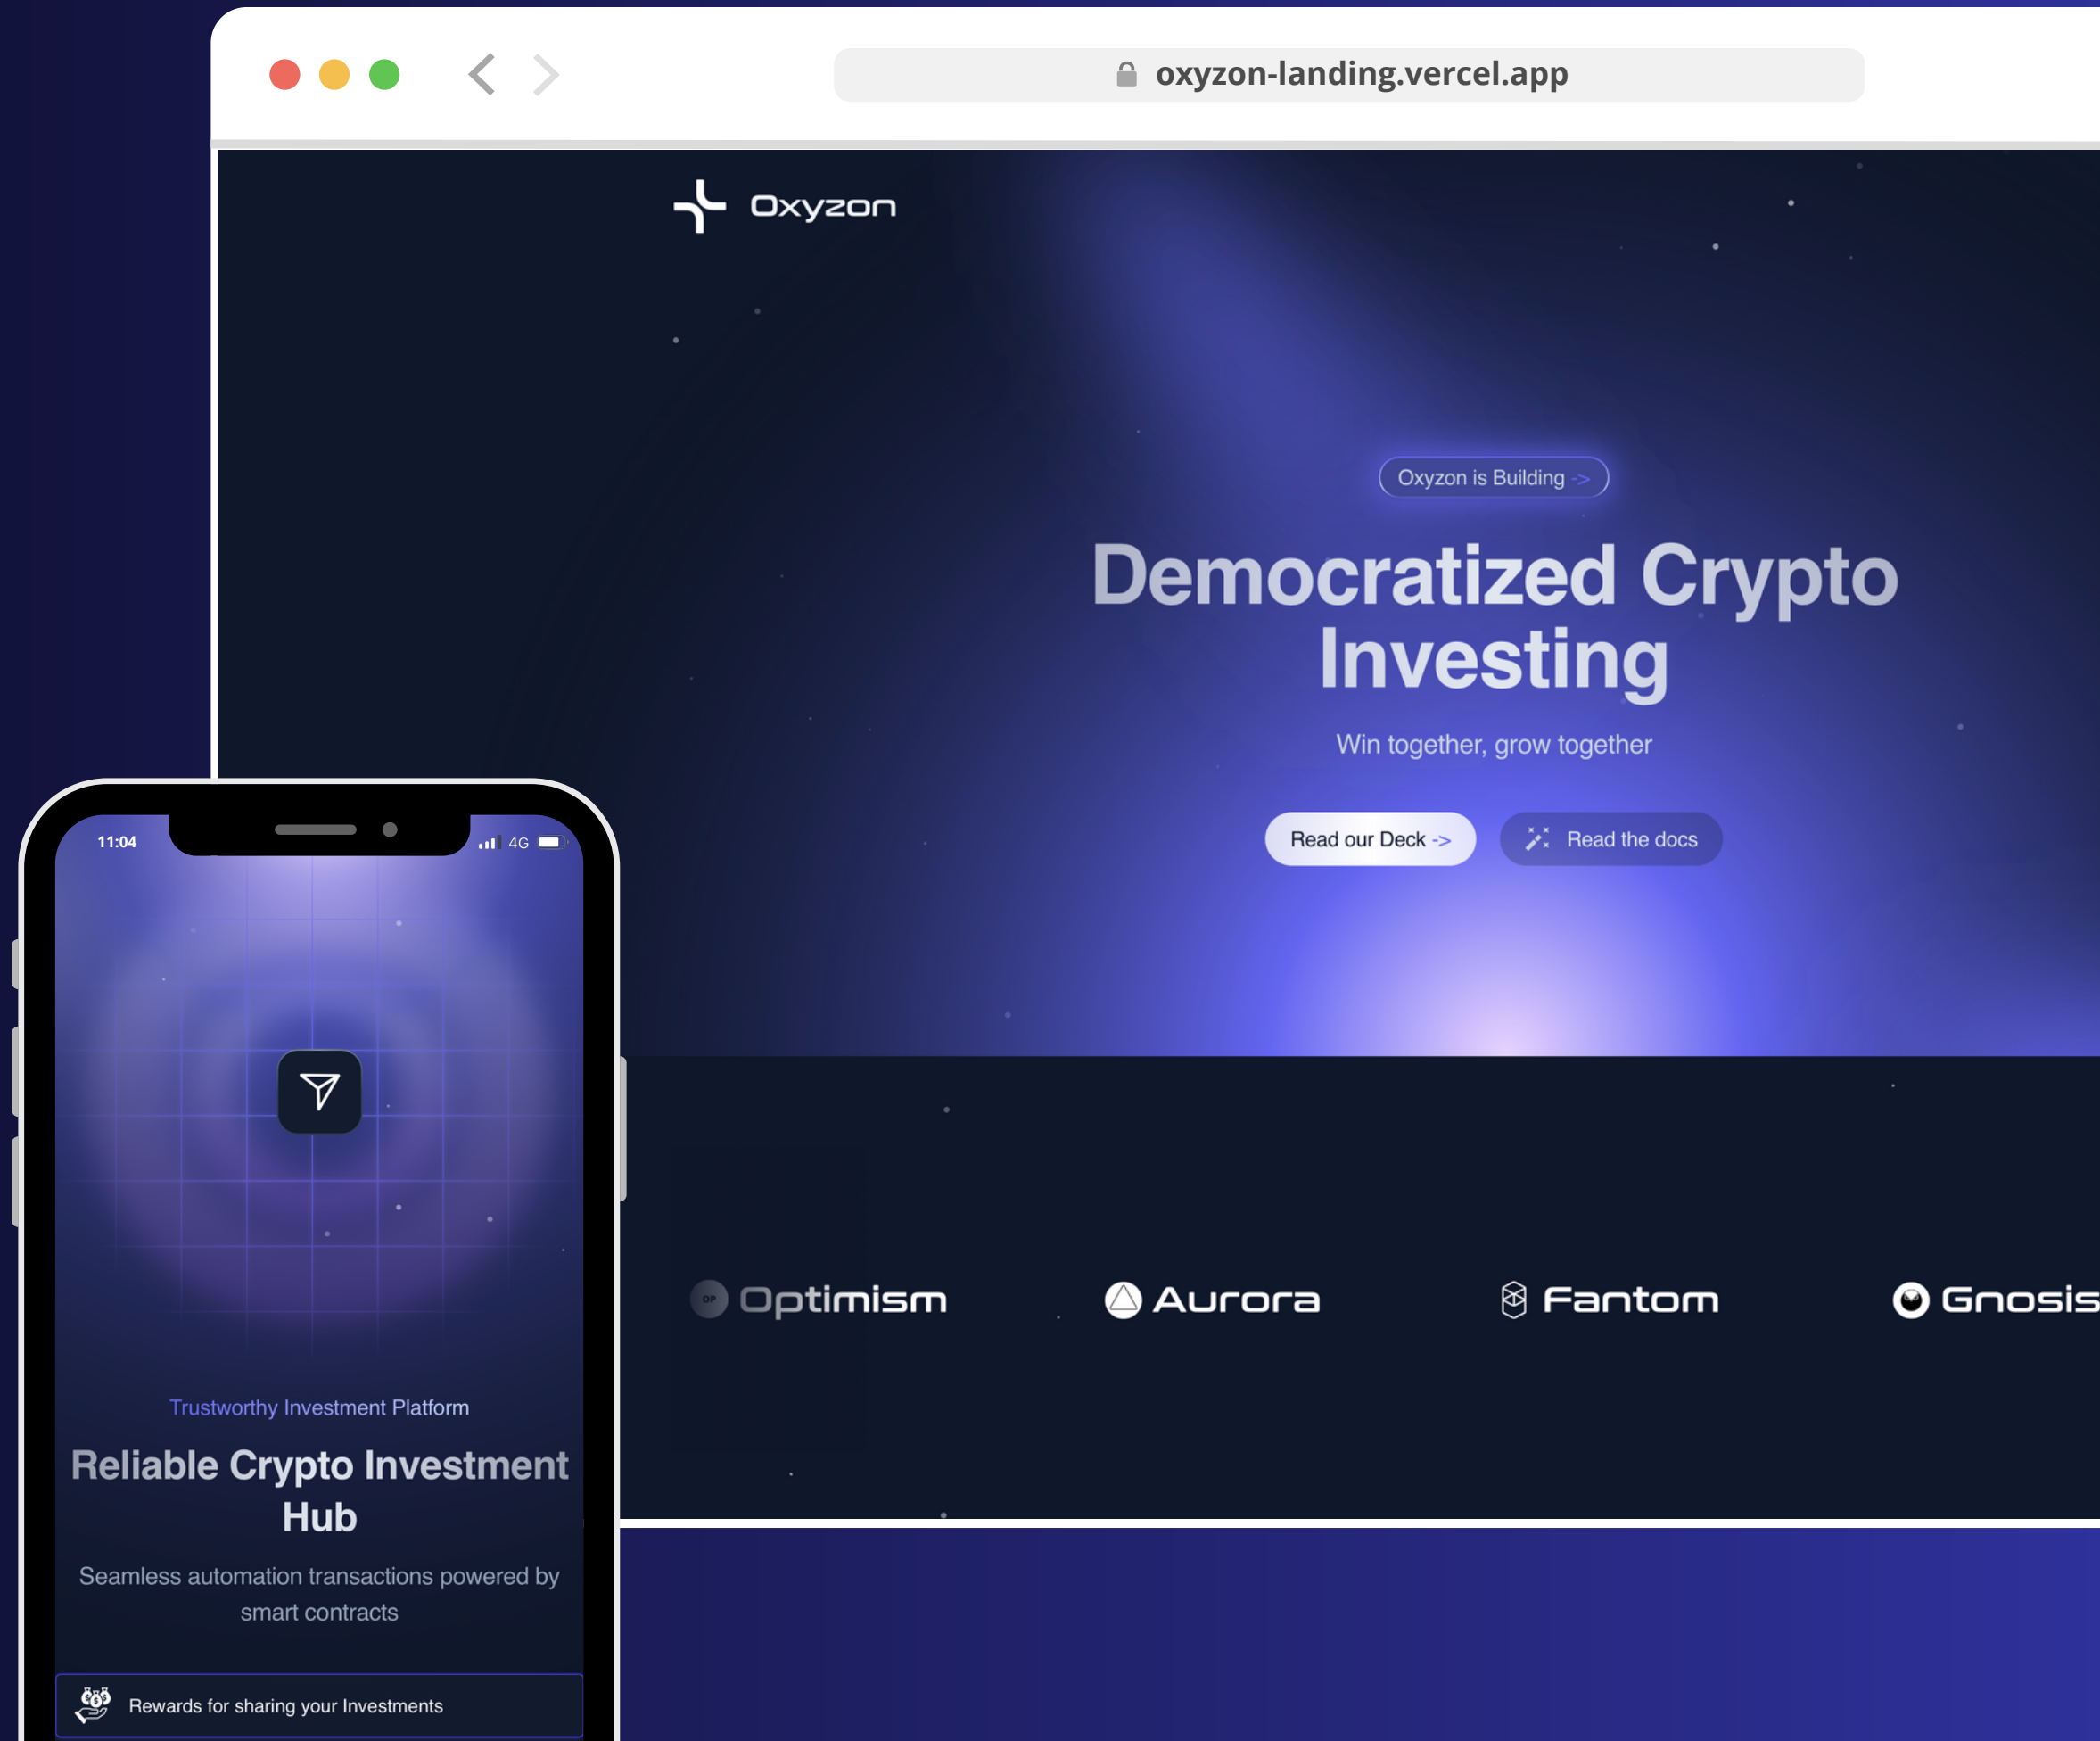 oxyzon-landing.vercel.app
Oxyzon
Oxyzon is Building ->
Democratized Crypto
Investing
Win together, grow together
Read our Deck ->
Read the docs
OP Optimism
Aurora
Fantom
Gnosis
11:04
4G
Trustworthy Investment Platform
Reliable Crypto Investment
Hub
Seamless automation transactions powered by
smart contracts
Rewards for sharing your Investments